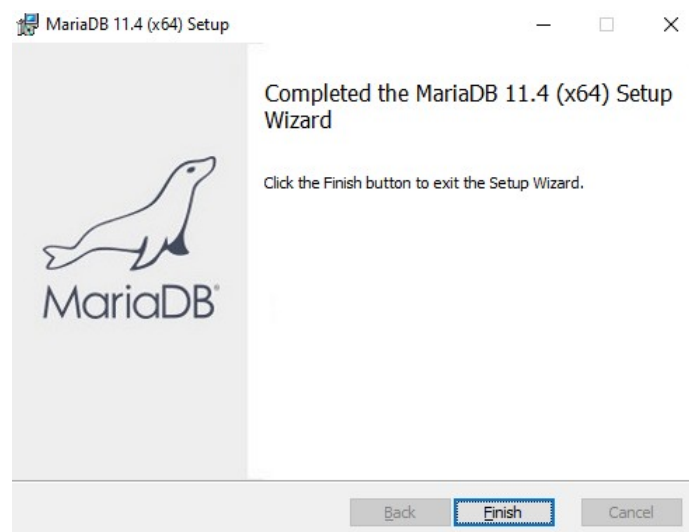 MariaDB 11.4 (x64) Setup
Completed the MariaDB 11.4 (x64) Setup
Wizard
Click the Finish button to exit the Setup Wizard.
MariaDB®
Back
Finish
Cancel